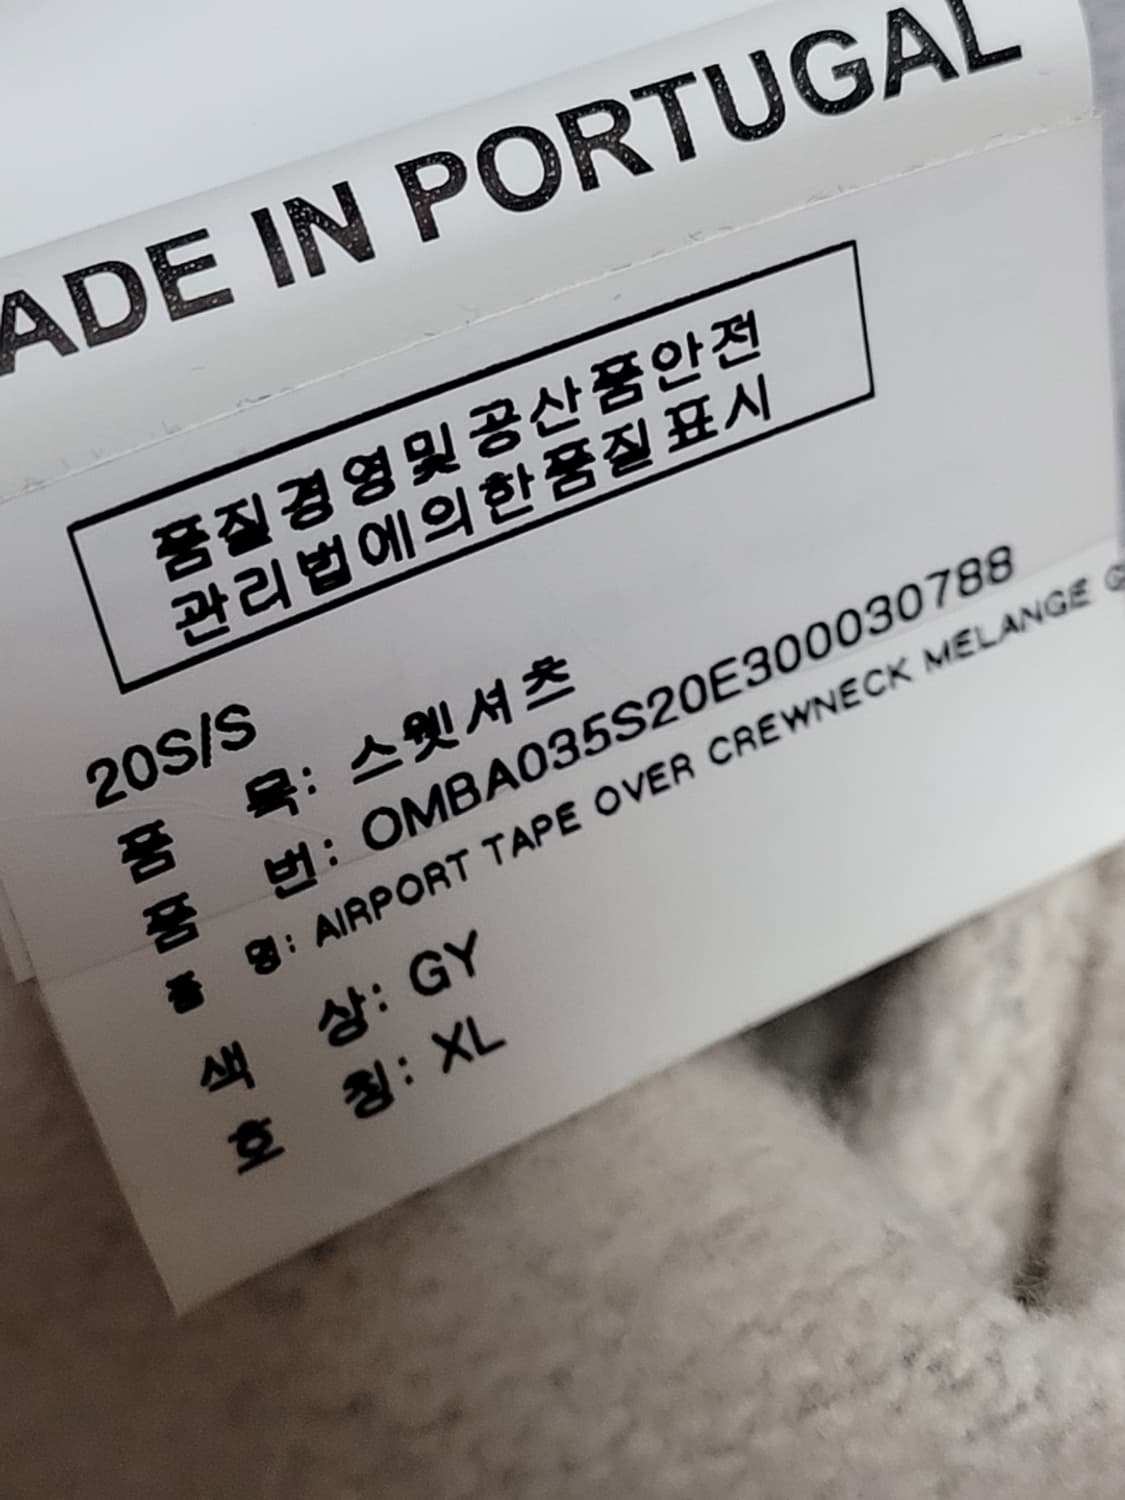 ADE IN PORTUGAL
품질경영및공산품안전
관리법에의한품질표시
20S/S
품 목: 스웻셔츠
품 번: OMBA035S20E300030788
품 명: AIRPORT TAPE OVER CREWNECK MELANGE G
색 상: GY
호 칭: XL